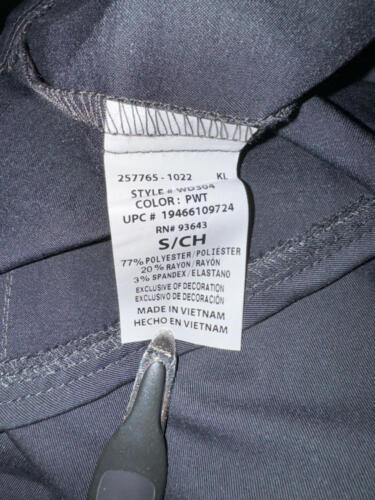 257765 - 1022 KL
STYLE # WD304
COLOR: PWT
UPC # 19466109724
RN# 93643
S/CH
77% POLYESTER/POLIÉSTER
20% RAYON/RAYÓN
3% SPANDEX/ELASTANO
EXCLUSIVE OF DECORATION
EXCLUSIVO DE DECORACIÓN
MADE IN VIETNAM
HECHO EN VIETNAM